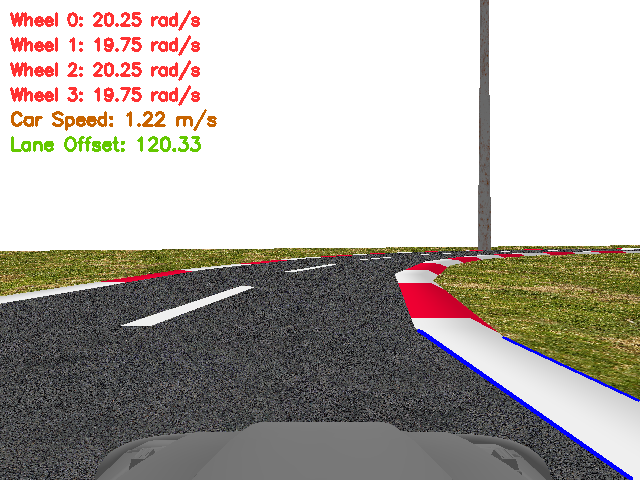 Wheel 0: 20.25 rad/s
Wheel 1: 19.75 rad/s
Wheel 2: 20.25 rad/s
Wheel 3: 19.75 rad/s
Car Speed: 1.22 m/s
Lane Offset: 120.33